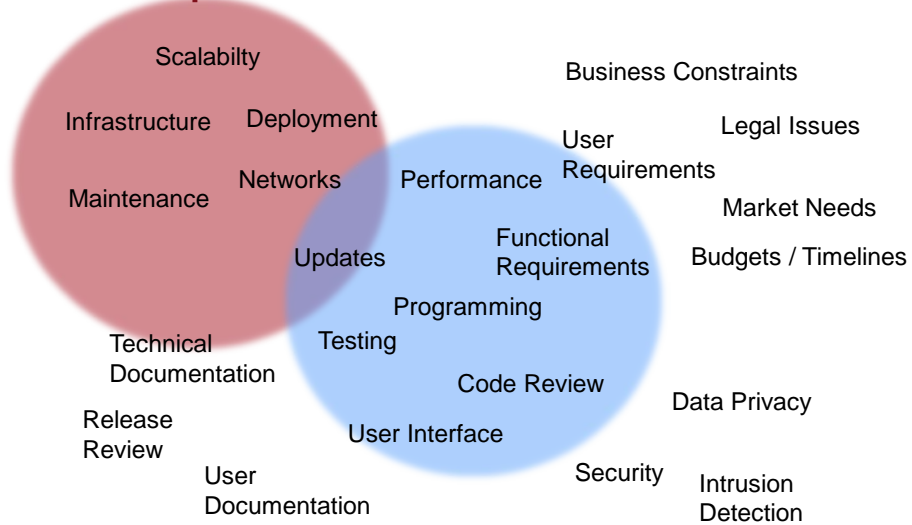 Scalabilty
Business Constraints
Infrastructure
Deployment
Legal Issues
User
Requirements
Networks
Performance
Maintenance
Market Needs
Functional
Requirements
Updates
Budgets / Timelines
Programming
Testing
Technical
Documentation
Code Review
Data Privacy
Release
Review
User Interface
User
Documentation
Security
Intrusion
Detection